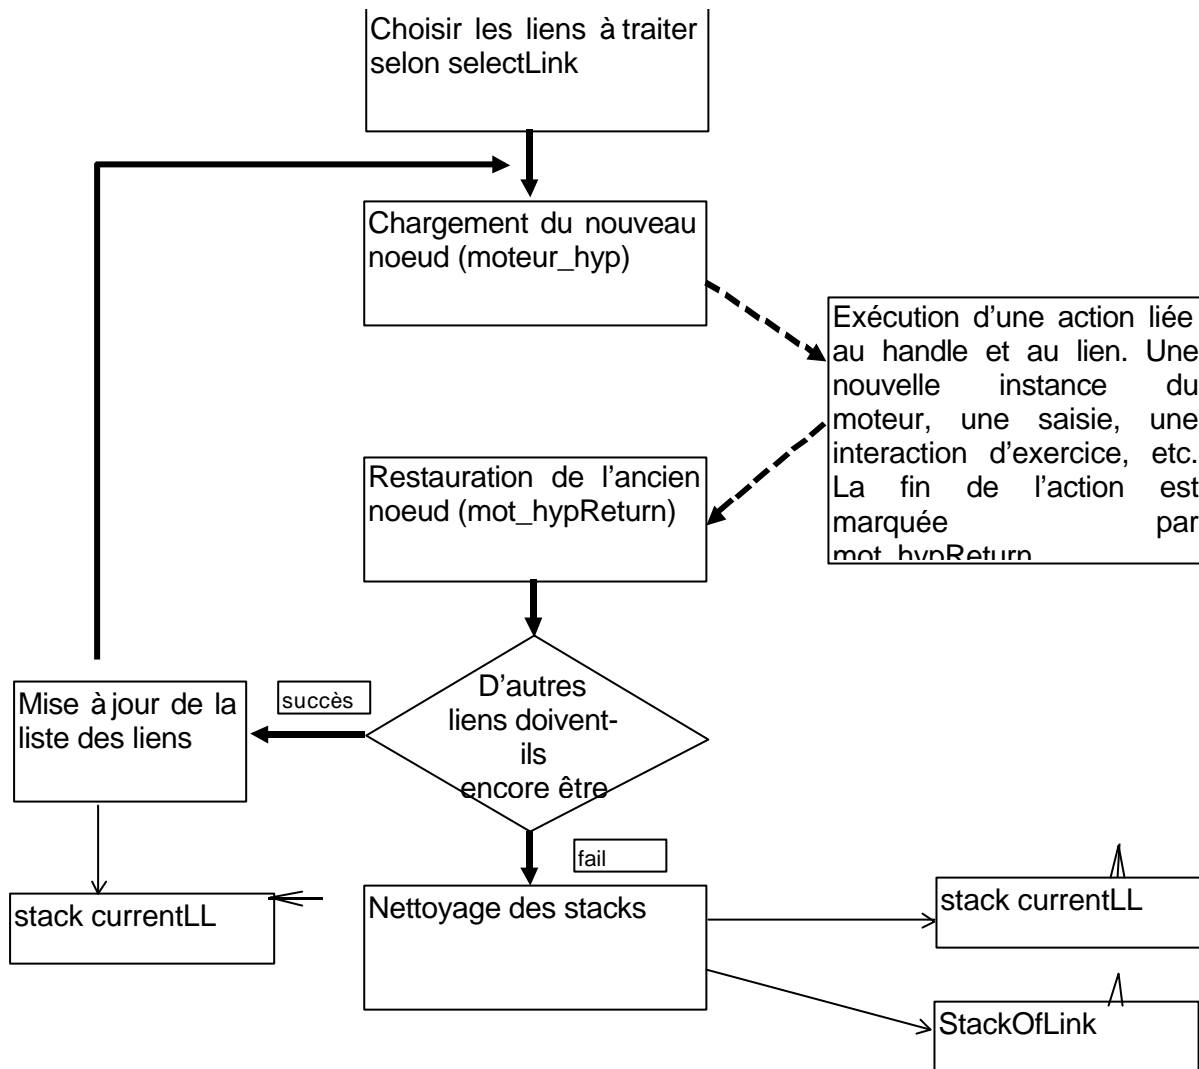 Choisir les liens à traiter
selon selectLink
Chargement du nouveau
noeud (moteur_hyp)
Exécution d'une action liée
au handle et au lien. Une
nouvelle instance du
moteur, une saisie, une
interaction d'exercice, etc.
La fin de l'action est
marquée par
mot_hypReturn
Restauration de l'ancien
noeud (mot_hypReturn)
D'autres
liens doivent-
ils
encore être
succès
Mise à jour de la
liste des liens
fail
stack currentLL
Nettoyage des stacks
stack currentLL
StackOfLink